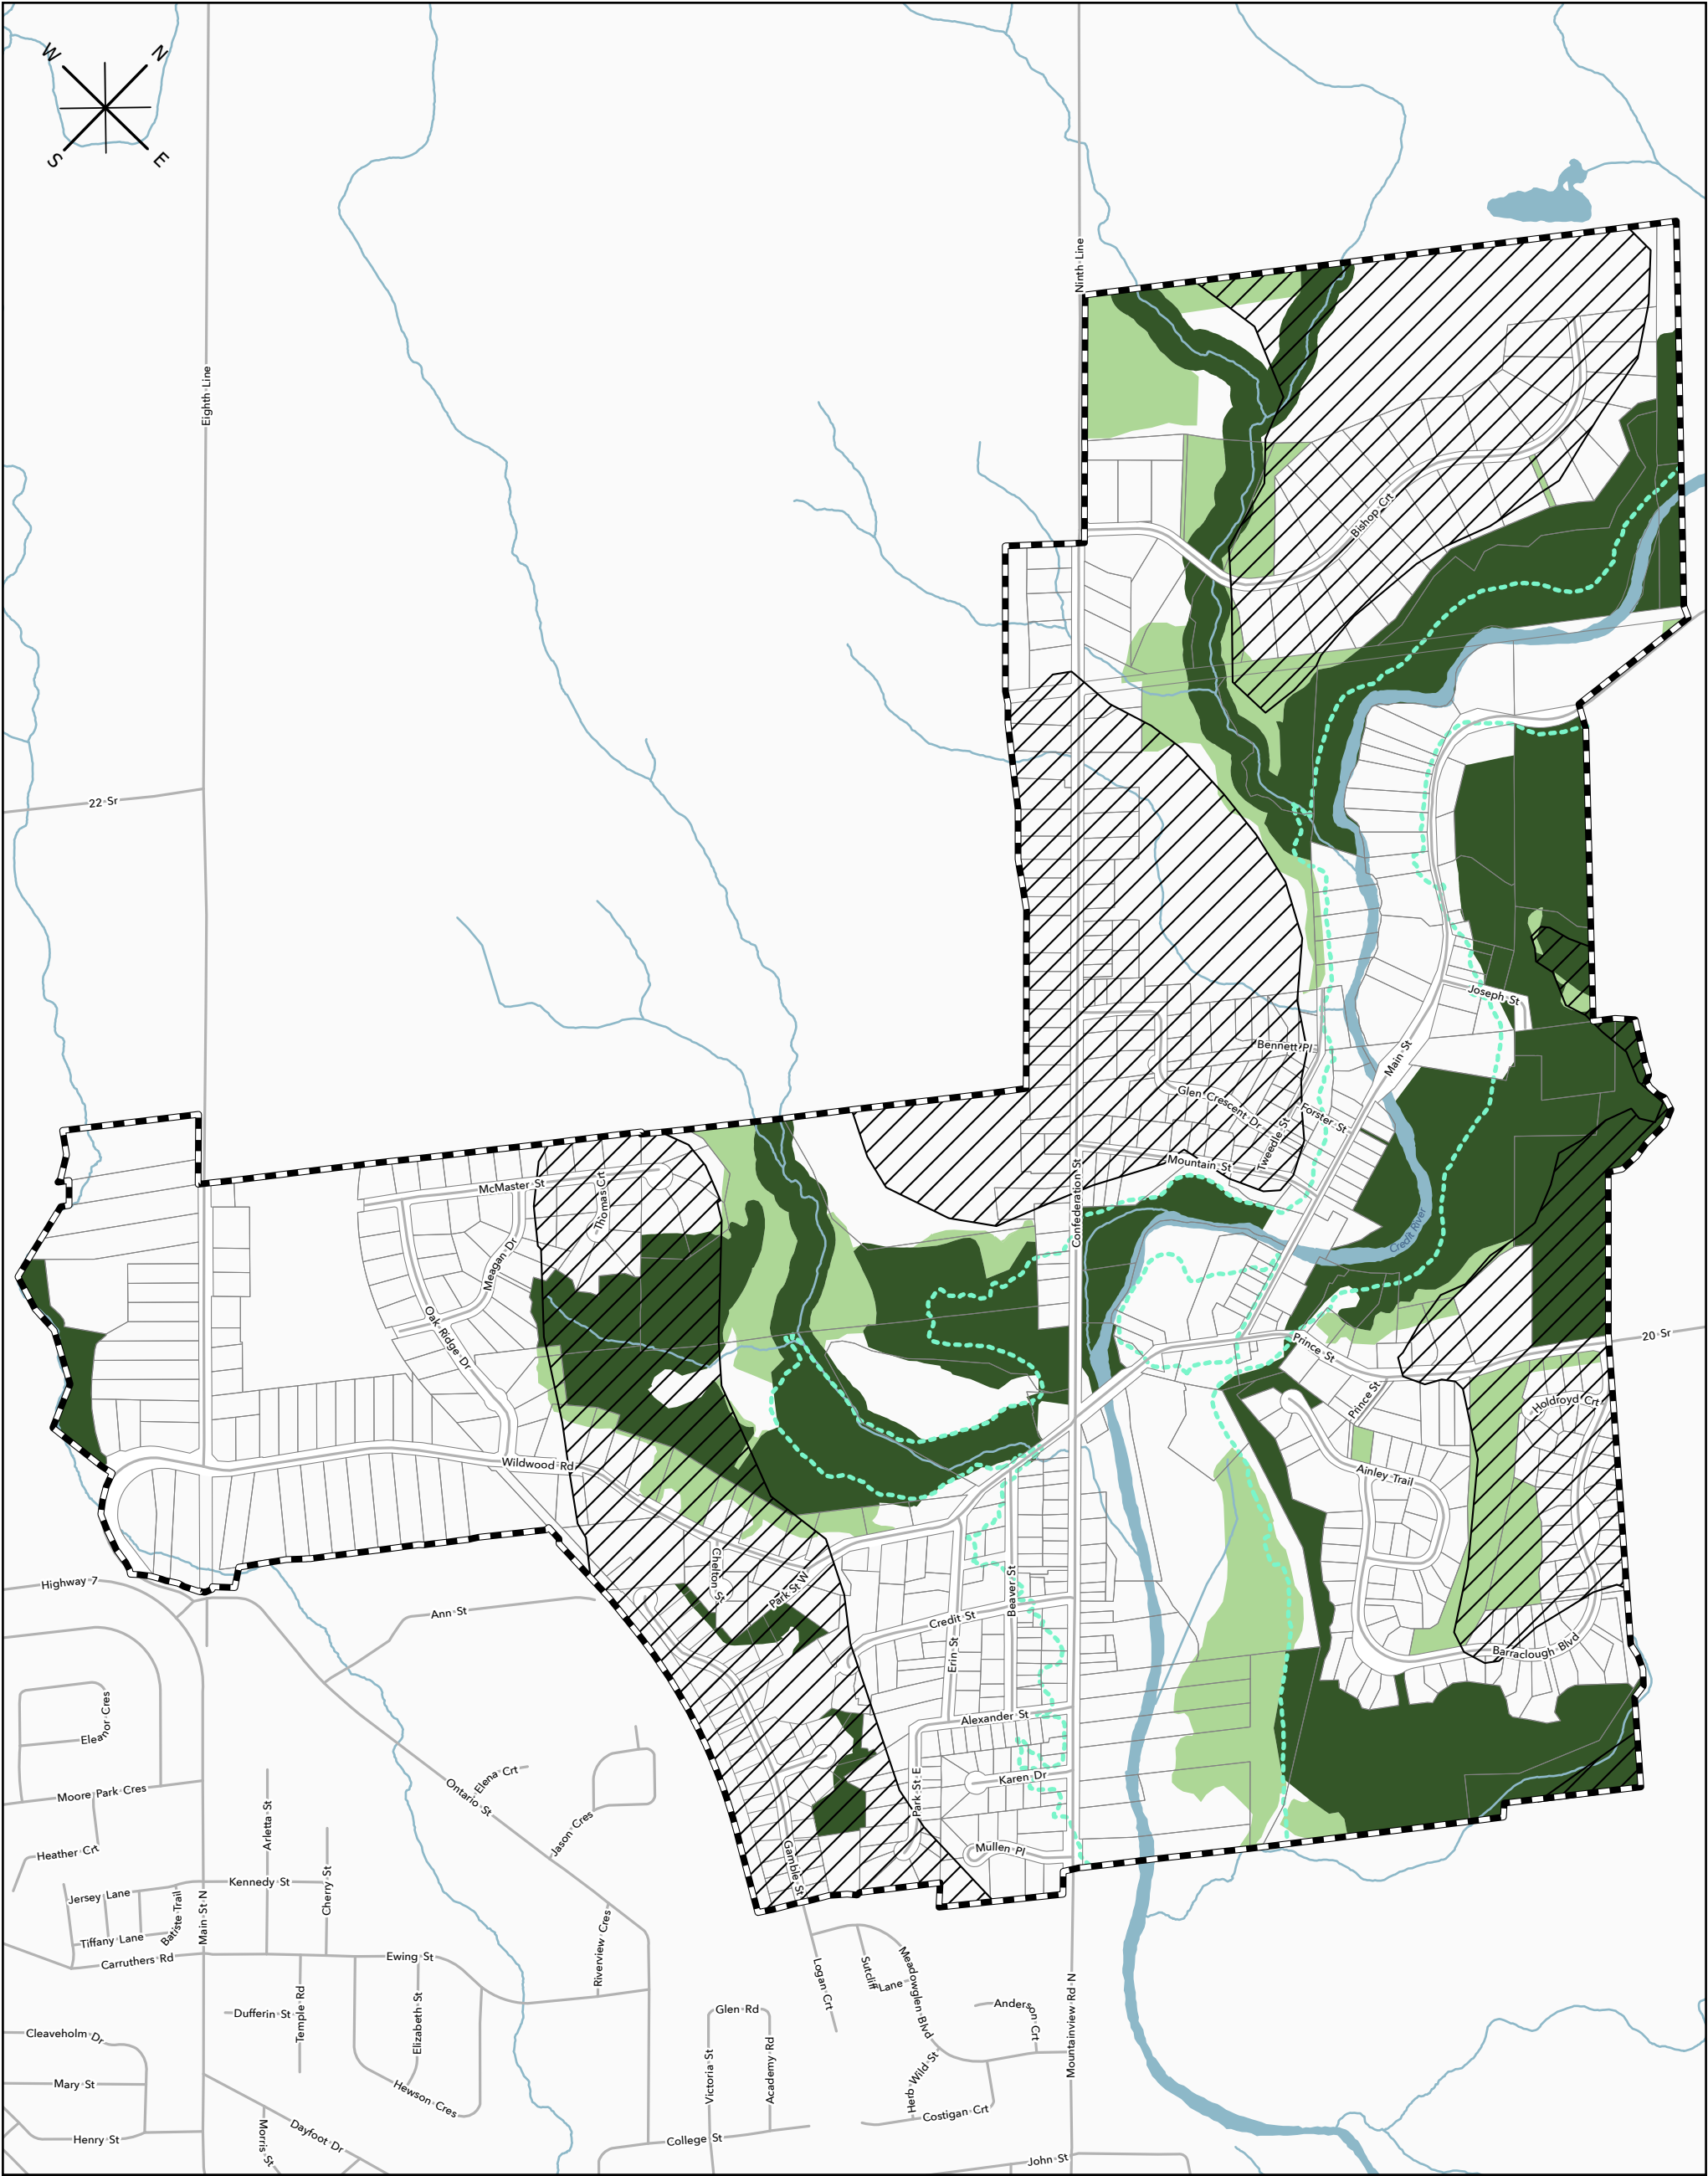 W
N
S
E
Ninth Line
Eighth Line
Bishop Crt
22 Sr
Joseph St
Main St
Bennett Pl
Glen Crescent Dr
Forster St
Tweedle St
Mountain St
Confederation St
McMaster St
Thomas Crt
Meagan Dr
Oak Ridge Dr
Credit River
Prince St
20 Sr
Prince St
Holdroyd Crt
Wildwood Rd
Ainley Trail
Chelton St
Park St W
Highway 7
Ann St
Beaver St
Credit St
Erin St
Barraclough Blvd
Eleanor Cres
Alexander St
Karen Dr
Park St E
Moore Park Cres
Elena Crt
Ontario St
Arletta St
Jason Cres
Heather Crt
Mullen Pl
Gamble St
Kennedy St
Cherry St
Jersey Lane
Batiste Trail
Main St N
Tiffany Lane
Carruthers Rd
Ewing St
Riverview Cres
Logan Crt
Sutcliff Lane
Meadowglen Blvd
Anderson Crt
Mountainview Rd N
Glen Rd
Dufferin St
Temple Rd
Elizabeth St
Cleaveholm Dr
Victoria St
Academy Rd
Herb Wild St
Mary St
Hewson Cres
Costigan Crt
Henry St
Morris St
Dayfoot Dr
College St
John St